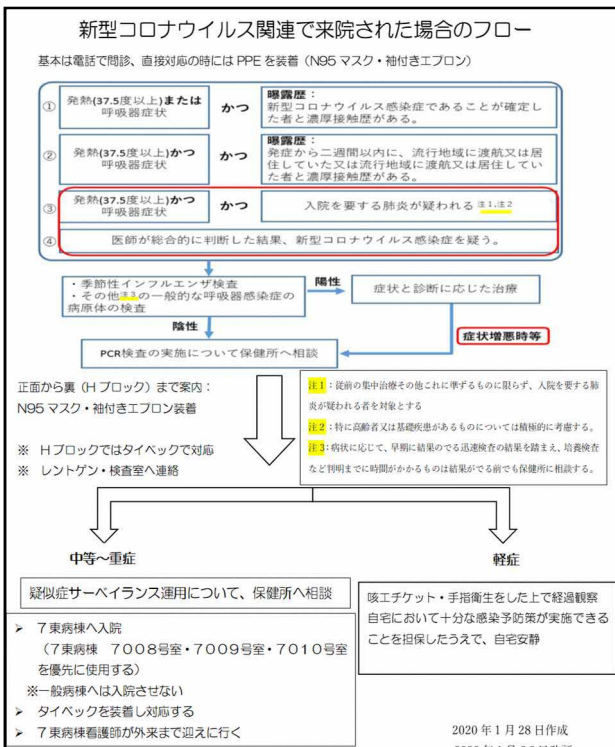 新型コロナウイルス関連で来院された場合のフロー
基本は電話で問診、直接対応の時には PPE を装着（N95 マスク・袖付きエプロン）
① 発熱(37.5度以上)または
呼吸器症状
かつ
曝露歴：
新型コロナウイルス感染症であることが確定し
た者と濃厚接触歴がある。
② 発熱(37.5度以上)かつ
呼吸器症状
かつ
曝露歴：
発症から二週間以内に、流行地域に渡航又は居
住していた又は流行地域に渡航又は居住してい
た者と濃厚接触歴がある。
③ 発熱(37.5度以上)かつ
呼吸器症状
かつ
入院を要する肺炎が疑われる 注1,注2
④ 医師が総合的に判断した結果、新型コロナウイルス感染症を疑う。
・季節性インフルエンザ検査
・その他注3の一般的な呼吸器感染症の
病原体の検査
陽性
症状と診断に応じた治療
陰性
症状増悪時等
PCR検査の実施について保健所へ相談
正面から裏（H ブロック）まで案内：
N95 マスク・袖付きエプロン装着
※ H ブロックではタイベックで対応
※ レントゲン・検査室へ連絡
注1：従前の集中治療その他これに準ずるものに限らず、入院を要する肺
炎が疑われる者を対象とする
注2：特に高齢者又は基礎疾患があるものについては積極的に考慮する。
注3：病状に応じて、早期に結果のでる迅速検査の結果を踏まえ、培養検査
など判明までに時間がかかるものは結果がでる前でも保健所に相談する。
中等～重症
軽症
疑似症サーベイランス運用について、保健所へ相談
➢ 7東病棟へ入院
（7東病棟 7008号室・7009号室・7010号室
を優先に使用する）
※一般病棟へは入院させない
➢ タイベックを装着し対応する
➢ 7東病棟看護師が外来まで迎えに行く
咳エチケット・手指衛生をした上で経過観察
自宅において十分な感染予防策が実施できる
ことを担保したうえで、自宅安静
2020 年 1 月 28 日作成